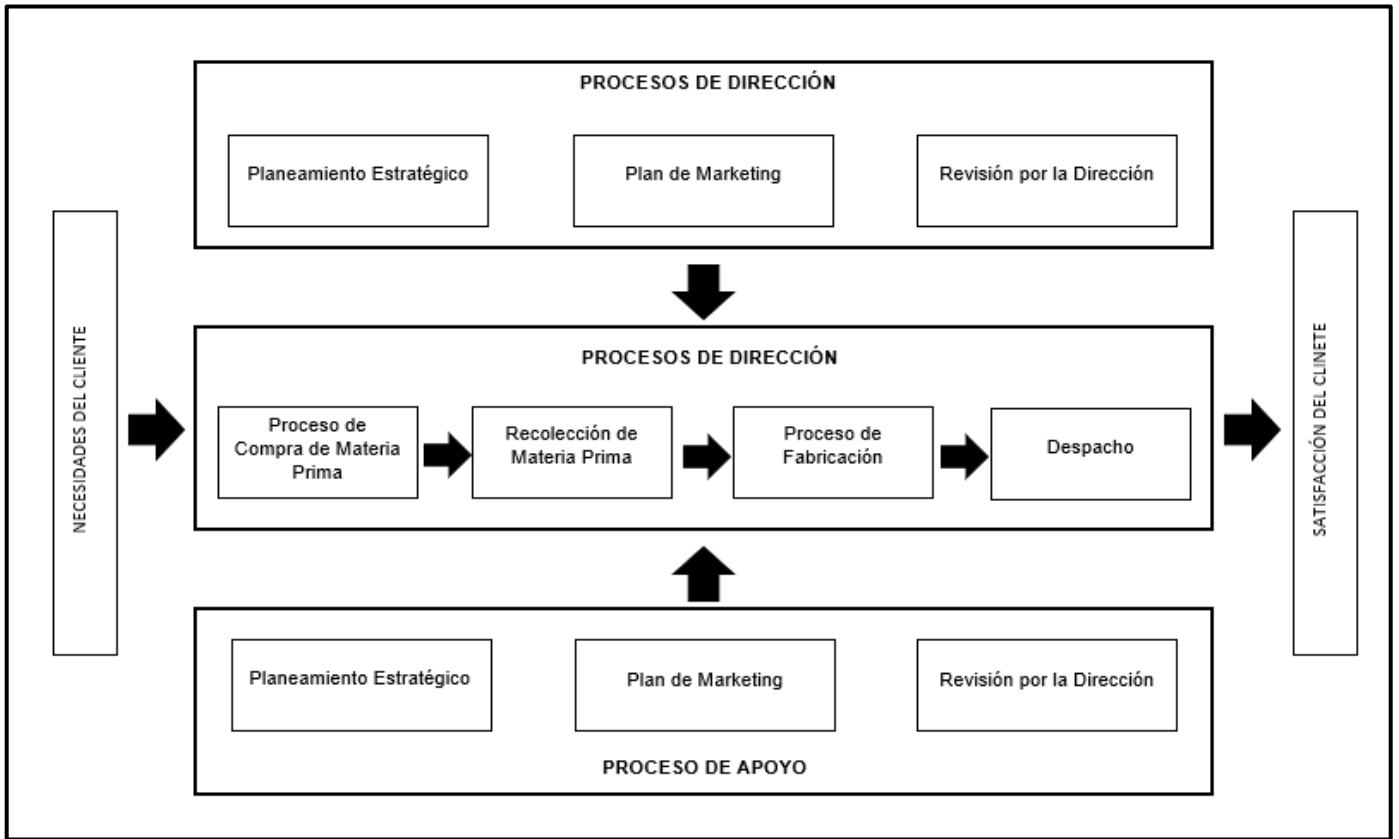 PROCESOS DE DIRECCIÓN
Planeamiento Estratégico
Plan de Marketing
Revisión por la Dirección
NECESIDADES DEL CLIENTE
PROCESOS DE DIRECCIÓN
Proceso de
Compra de Materia
Prima
Recolección de
Materia Prima
Proceso de
Fabricación
Despacho
SATISFACCIÓN DEL CLINETE
Planeamiento Estratégico
Plan de Marketing
Revisión por la Dirección
PROCESO DE APOYO